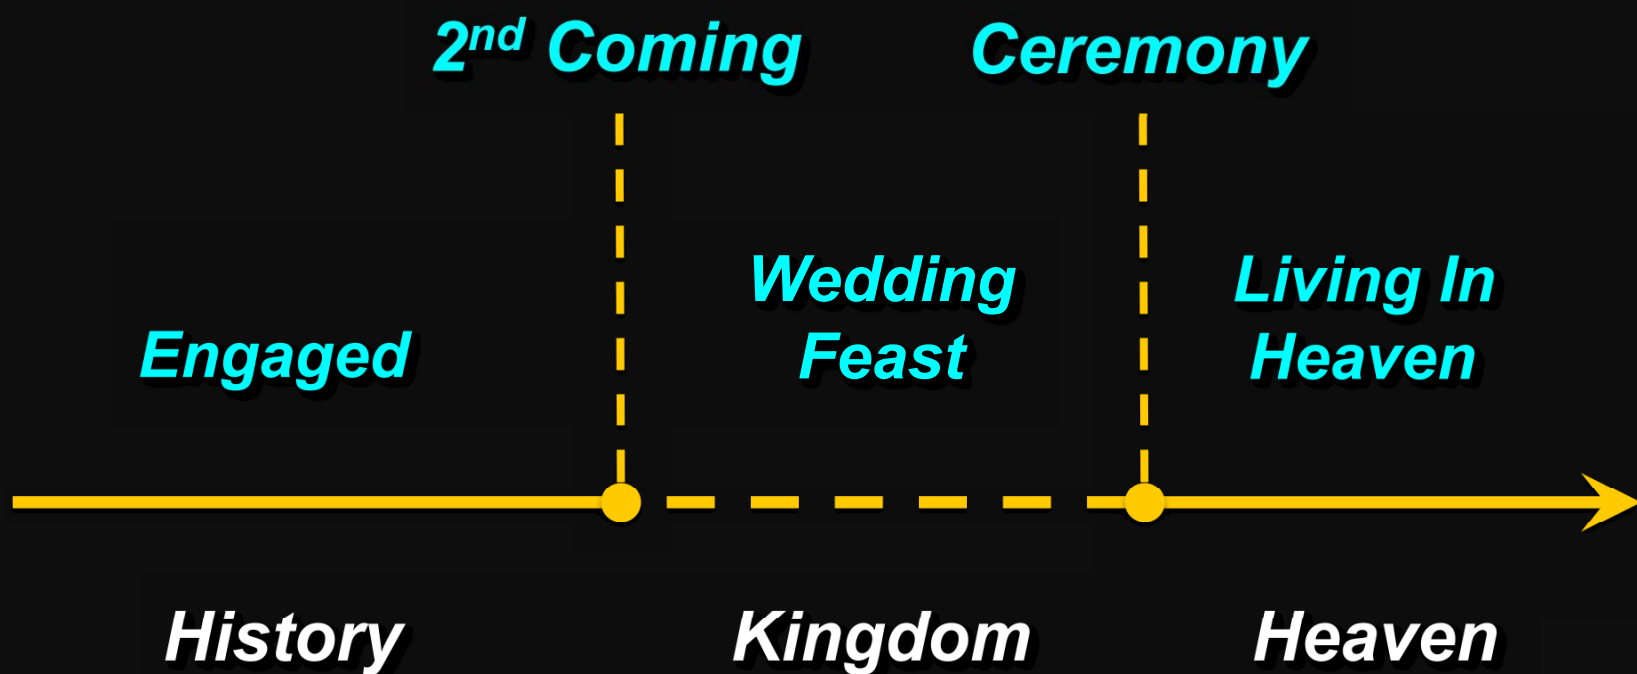 2nd Coming
Ceremony
Engaged
Wedding
Feast
Living In
Heaven
History
Kingdom
Heaven